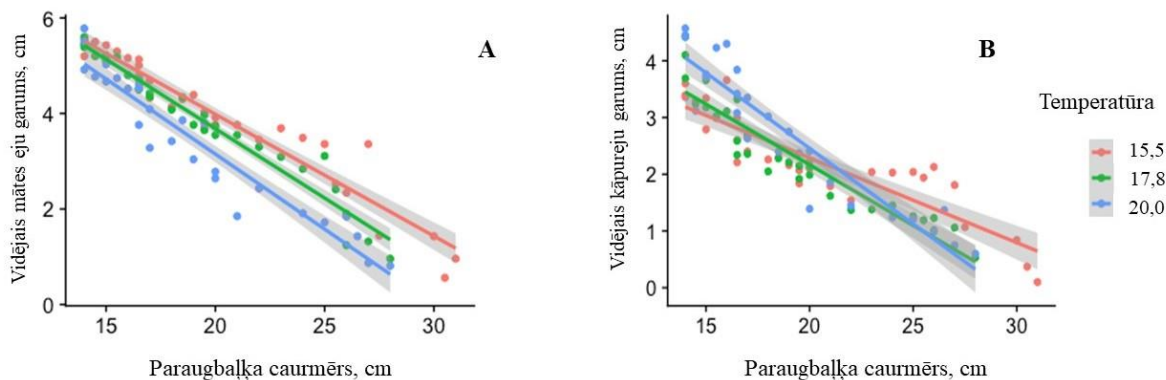 Vidējais mātes eju garums, cm
6
4
2
0
A
15
20
25
30
Paraugbaļķa caurmērs, cm
Vidējais kāpureju garums, cm
4
3
2
1
0
B
15
20
25
30
Paraugbaļķa caurmērs, cm
Temperatūra
15,5
17,8
20,0